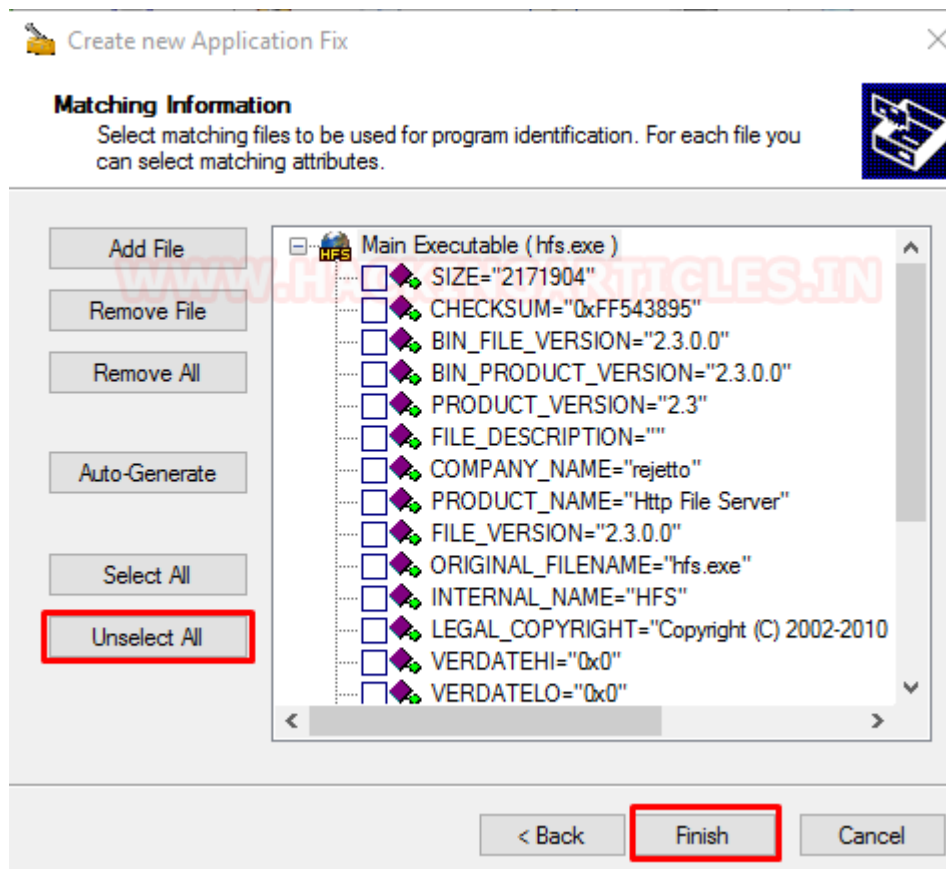 Create new Application Fix
Matching Information
Select matching files to be used for program identification. For each file you
can select matching attributes.
Add File
Remove File
Remove All
Auto-Generate
Select All
Unselect All
Main Executable ( hfs.exe )
HFS
SIZE="2171904"
CHECKSUM="0xFF543895"
BIN_FILE_VERSION="2.3.0.0"
BIN_PRODUCT_VERSION="2.3.0.0"
PRODUCT_VERSION="2.3"
FILE_DESCRIPTION=""
COMPANY_NAME="rejetto"
PRODUCT_NAME="Http File Server"
FILE_VERSION="2.3.0.0"
ORIGINAL_FILENAME="hfs.exe"
INTERNAL_NAME="HFS"
LEGAL_COPYRIGHT="Copyright (C) 2002-2010
VERDATEHI="0x0"
VERDATELO="0x0"
< Back
Finish
Cancel